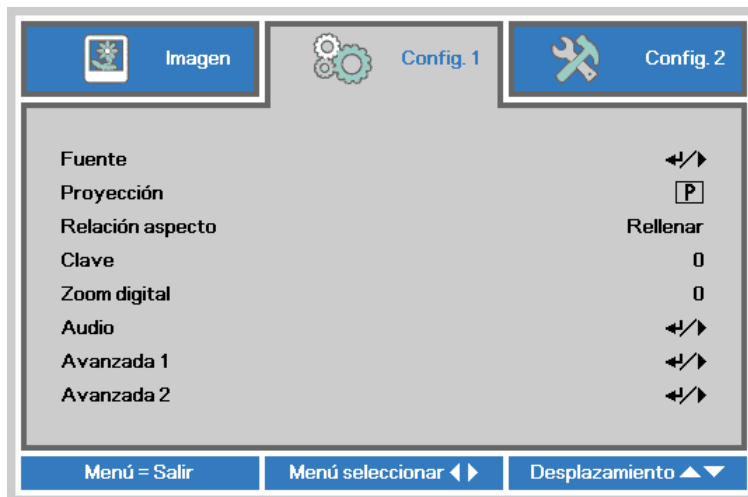 Imagen Config. 1 Config. 2
Fuente ↵/▶
Proyección P
Relación aspecto Rellenar
Clave 0
Zoom digital 0
Audio ↵/▶
Avanzada 1 ↵/▶
Avanzada 2 ↵/▶
Menú = Salir Menú seleccionar ◀ ▶ Desplazamiento ▲▼